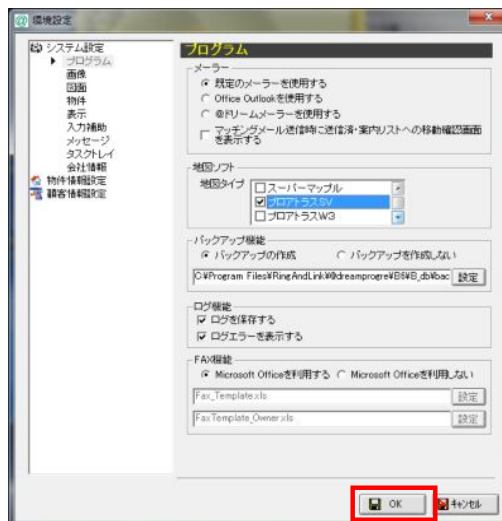 環境設定
システム設定
プログラム
画像
図面
物件
表示
入力補助
メッセージ
タスクトレイ
会社情報
物件情報設定
顧客情報設定
プログラム
メーラー
既定のメーラーを使用する
Office Outlookを使用する
@ドリームメーラーを使用する
マッチングメール送信時に送信済・案内リストへの移動確認画面
を表示する
地図ソフト
地図タイプ
スーパーマップル
プロアトラスSV
プロアトラスW3
バックアップ機能
バックアップの作成 バックアップを作成しない
C:¥Program Files¥RingAndLink¥@dreamprogre¥B6¥B_db¥bac 設定
ログ機能
ログを保存する
ログエラーを表示する
FAX機能
Microsoft Officeを利用する Microsoft Officeを利用しない
Fax_Template.xls 設定
FaxTemplate_Owner.xls 設定
OK キャンセル